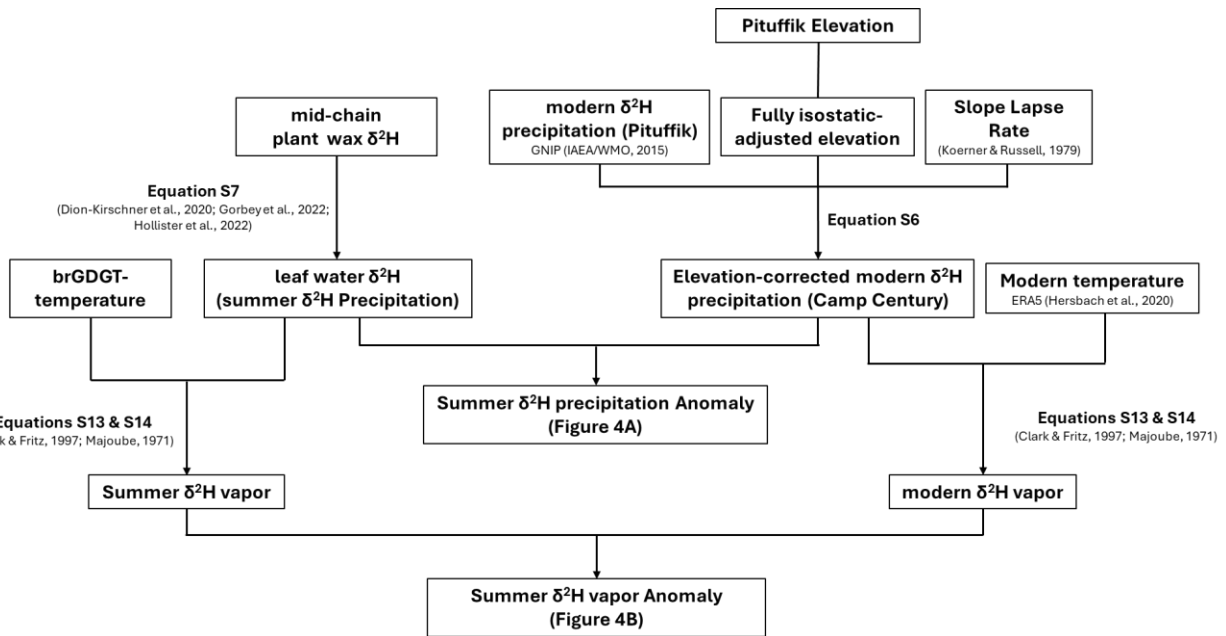 Pituffik Elevation
mid-chain
plant wax δ²H
modern δ²H
precipitation (Pituffik)
GNIP (IAEA/WMO, 2015)
Fully isostatic-
adjusted elevation
Slope Lapse
Rate
(Koerner & Russell, 1979)
Equation S7
(Dion-Kirschner et al., 2020; Gorbey et al., 2022;
Hollister et al., 2022)
Equation S6
brGDGT-
temperature
leaf water δ²H
(summer δ²H Precipitation)
Elevation-corrected modern δ²H
precipitation (Camp Century)
Modern temperature
ERA5 (Hersbach et al., 2020)
Summer δ²H precipitation Anomaly
(Figure 4A)
Equations S13 & S14
k & Fritz, 1997; Majoube, 1971)
Equations S13 & S14
(Clark & Fritz, 1997; Majoube, 1971)
Summer δ²H vapor
modern δ²H vapor
Summer δ²H vapor Anomaly
(Figure 4B)